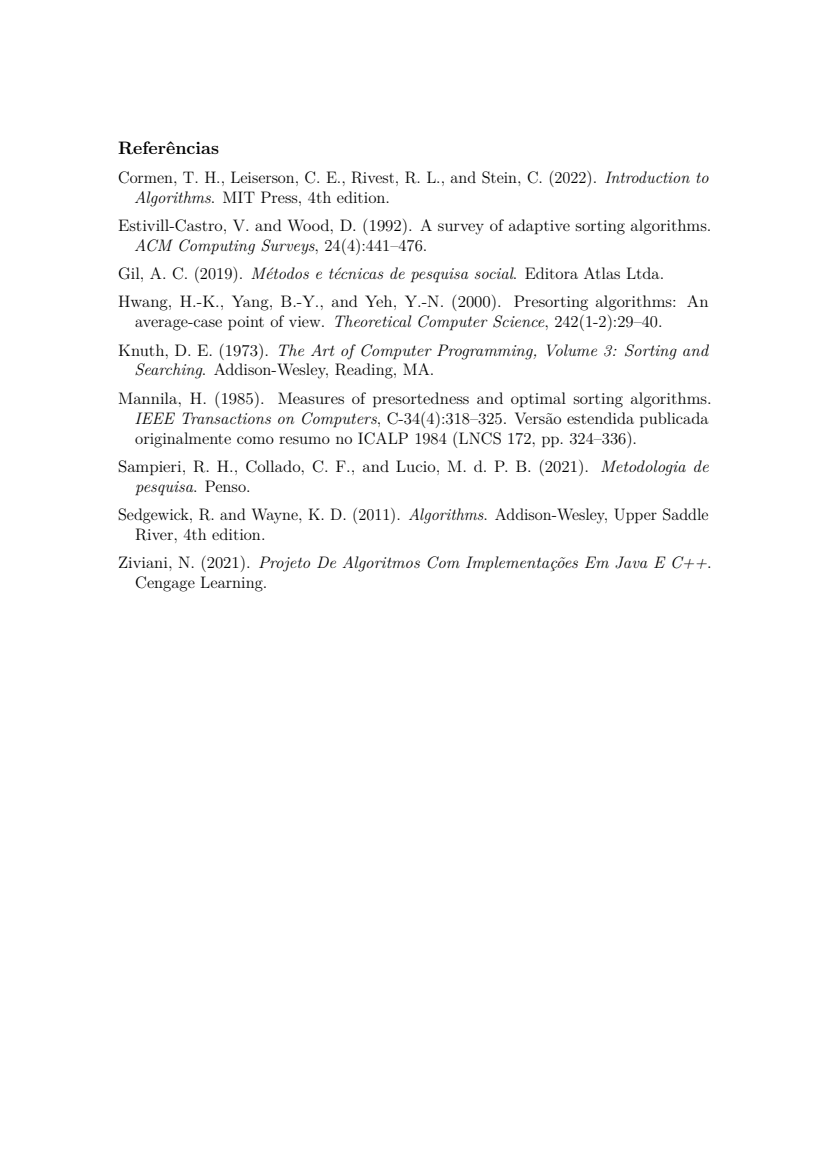 Referências
Cormen, T. H., Leiserson, C. E., Rivest, R. L., and Stein, C. (2022). Introduction to
Algorithms. MIT Press, 4th edition.
Estivill-Castro, V. and Wood, D. (1992). A survey of adaptive sorting algorithms.
ACM Computing Surveys, 24(4):441–476.
Gil, A. C. (2019). Métodos e técnicas de pesquisa social. Editora Atlas Ltda.
Hwang, H.-K., Yang, B.-Y., and Yeh, Y.-N. (2000). Presorting algorithms: An
average-case point of view. Theoretical Computer Science, 242(1-2):29–40.
Knuth, D. E. (1973). The Art of Computer Programming, Volume 3: Sorting and
Searching. Addison-Wesley, Reading, MA.
Mannila, H. (1985). Measures of presortedness and optimal sorting algorithms.
IEEE Transactions on Computers, C-34(4):318–325. Versão estendida publicada
originalmente como resumo no ICALP 1984 (LNCS 172, pp. 324–336).
Sampieri, R. H., Collado, C. F., and Lucio, M. d. P. B. (2021). Metodologia de
pesquisa. Penso.
Sedgewick, R. and Wayne, K. D. (2011). Algorithms. Addison-Wesley, Upper Saddle
River, 4th edition.
Ziviani, N. (2021). Projeto De Algoritmos Com Implementações Em Java E C++.
Cengage Learning.